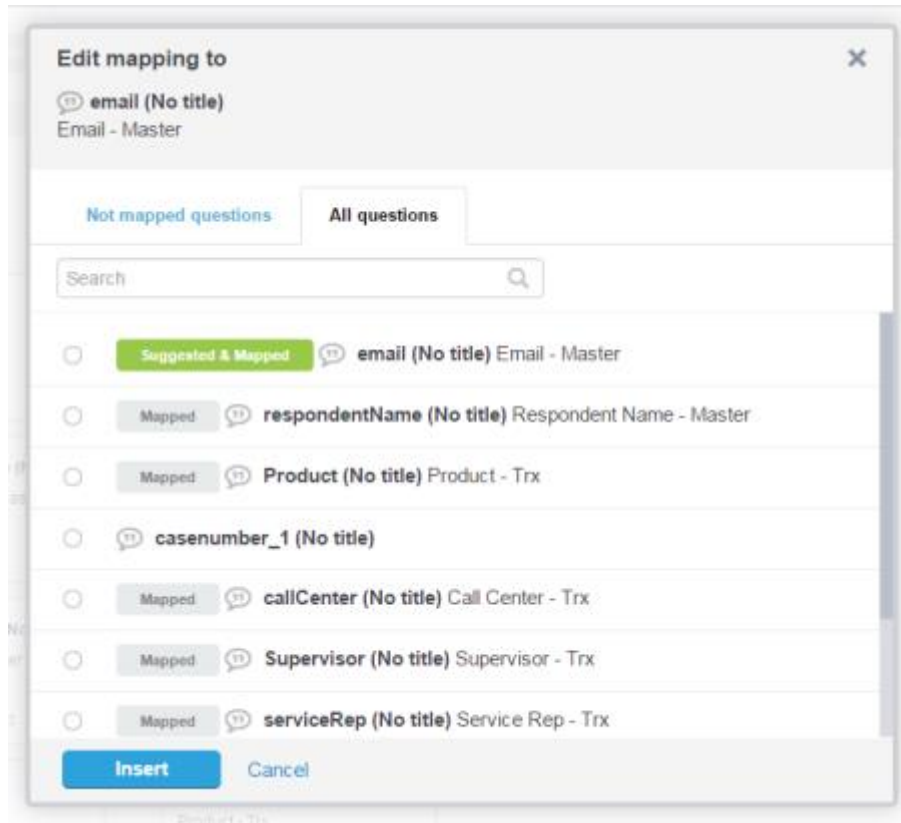 Edit mapping to
email (No title)
Email - Master
Not mapped questions
All questions
Search
Suggested & Mapped email (No title) Email - Master
Mapped respondentName (No title) Respondent Name - Master
Mapped Product (No title) Product - Trx
casenumber_1 (No title)
Mapped callCenter (No title) Call Center - Trx
Mapped Supervisor (No title) Supervisor - Trx
Mapped serviceRep (No title) Service Rep - Trx
Insert
Cancel
Product - Trx